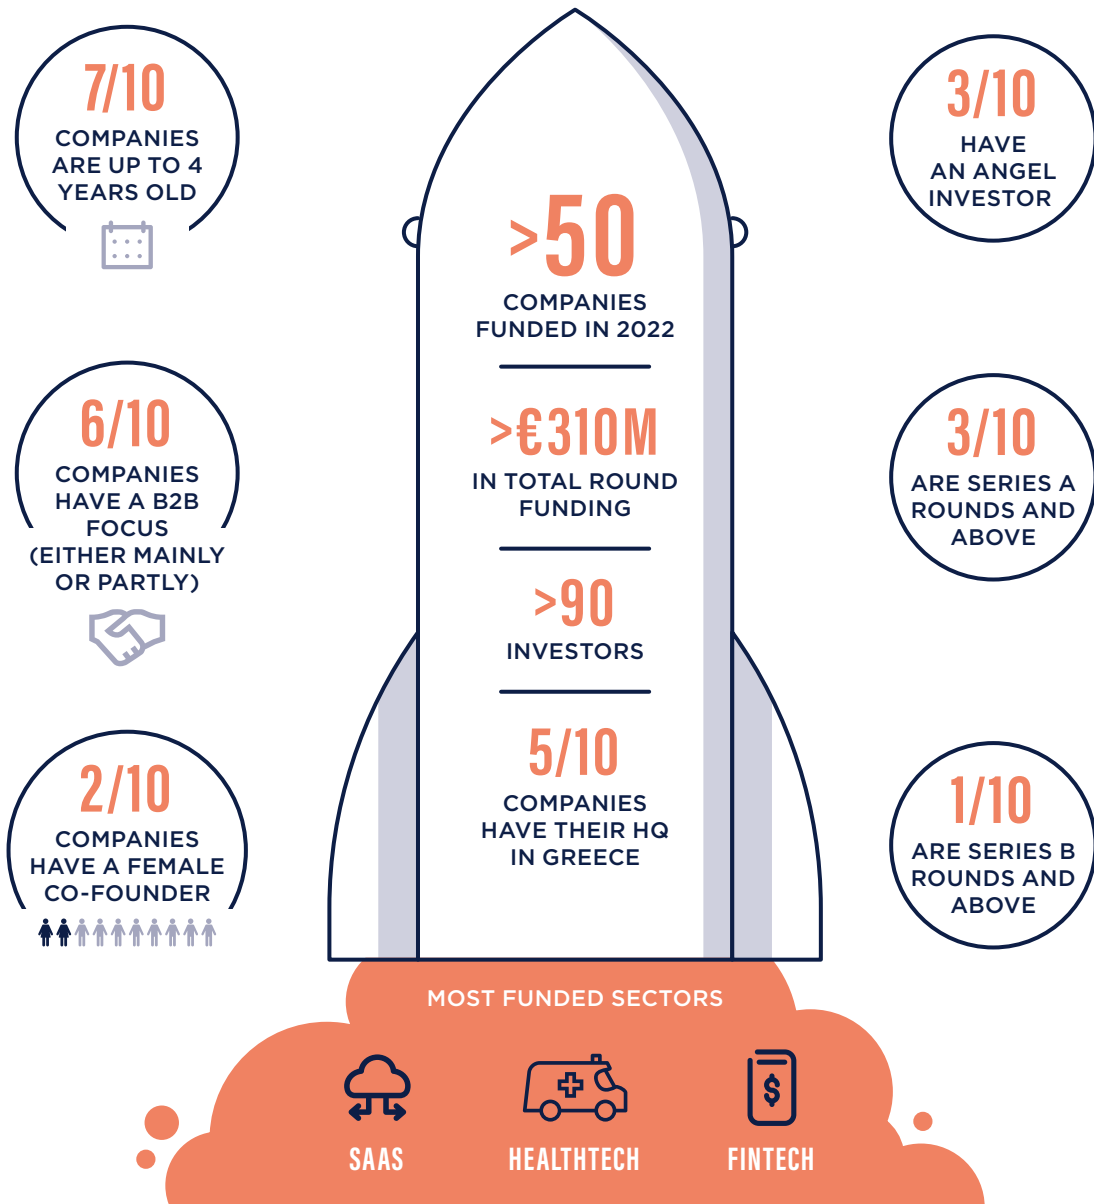 7/10
COMPANIES
ARE UP TO 4
YEARS OLD
6/10
COMPANIES
HAVE A B2B
FOCUS
(EITHER MAINLY
OR PARTLY)
2/10
COMPANIES
HAVE A FEMALE
CO-FOUNDER
>50
COMPANIES
FUNDED IN 2022
>€310M
IN TOTAL ROUND
FUNDING
>90
INVESTORS
5/10
COMPANIES
HAVE THEIR HQ
IN GREECE
3/10
HAVE
AN ANGEL
INVESTOR
3/10
ARE SERIES A
ROUNDS AND
ABOVE
1/10
ARE SERIES B
ROUNDS AND
ABOVE
MOST FUNDED SECTORS
$
SAAS
HEALTHTECH
FINTECH